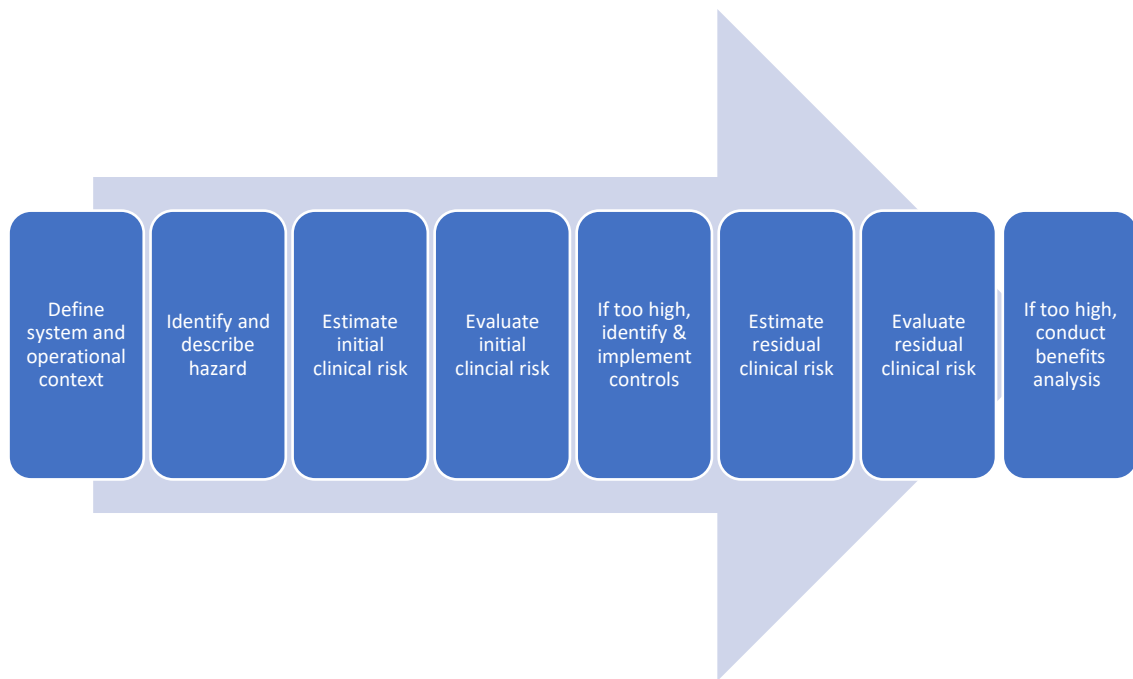 Define
system and
operational
context
Identify and
describe
hazard
Estimate
initial
clinical risk
Evaluate
initial
clincial risk
If too high,
identify &
implement
controls
Estimate
residual
clinical risk
Evaluate
residual
clinical risk
If too high,
conduct
benefits
analysis